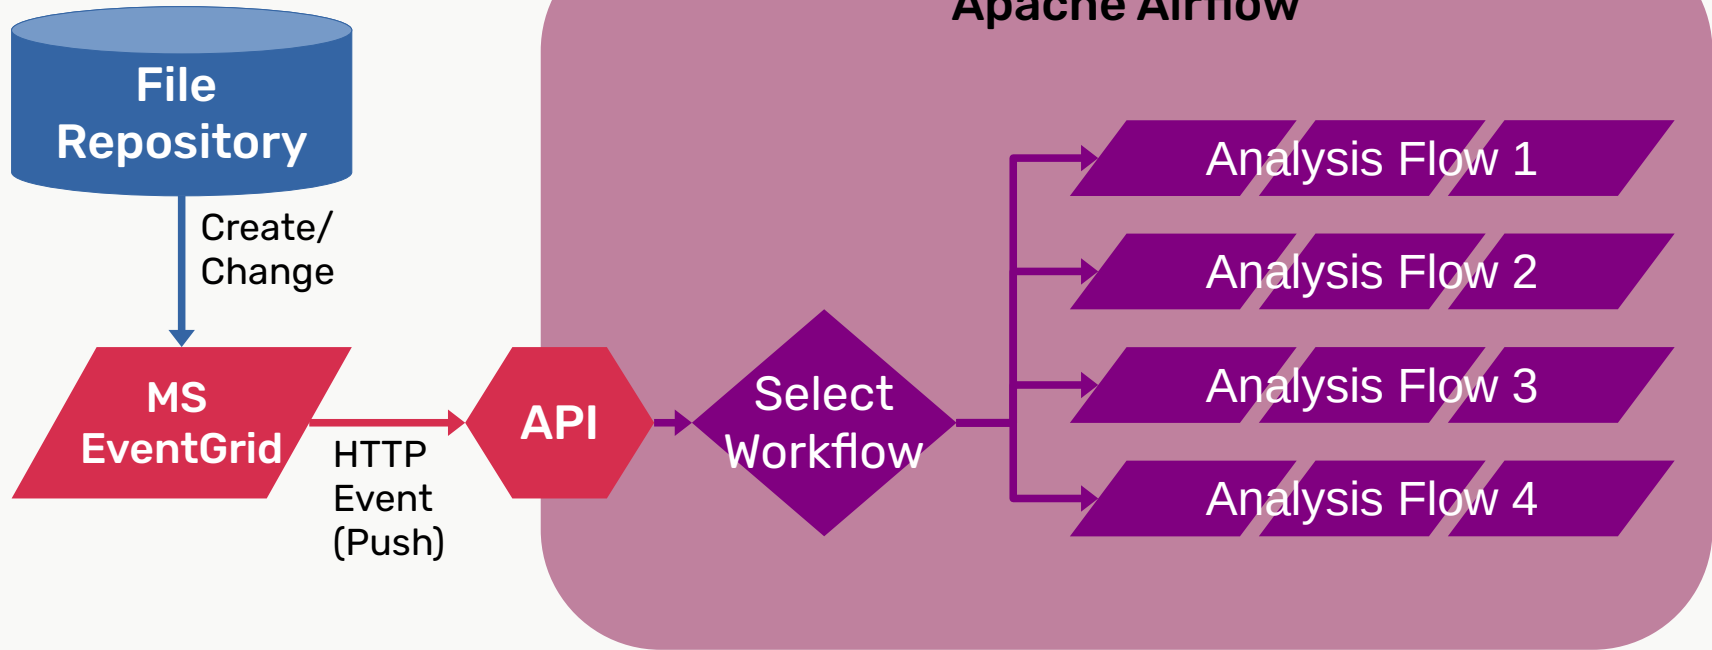 Apache Airflow
File
Repository
Create/
Change
MS
EventGrid
HTTP
Event
(Push)
API
Select
Workflow
Analysis Flow 1
Analysis Flow 2
Analysis Flow 3
Analysis Flow 4